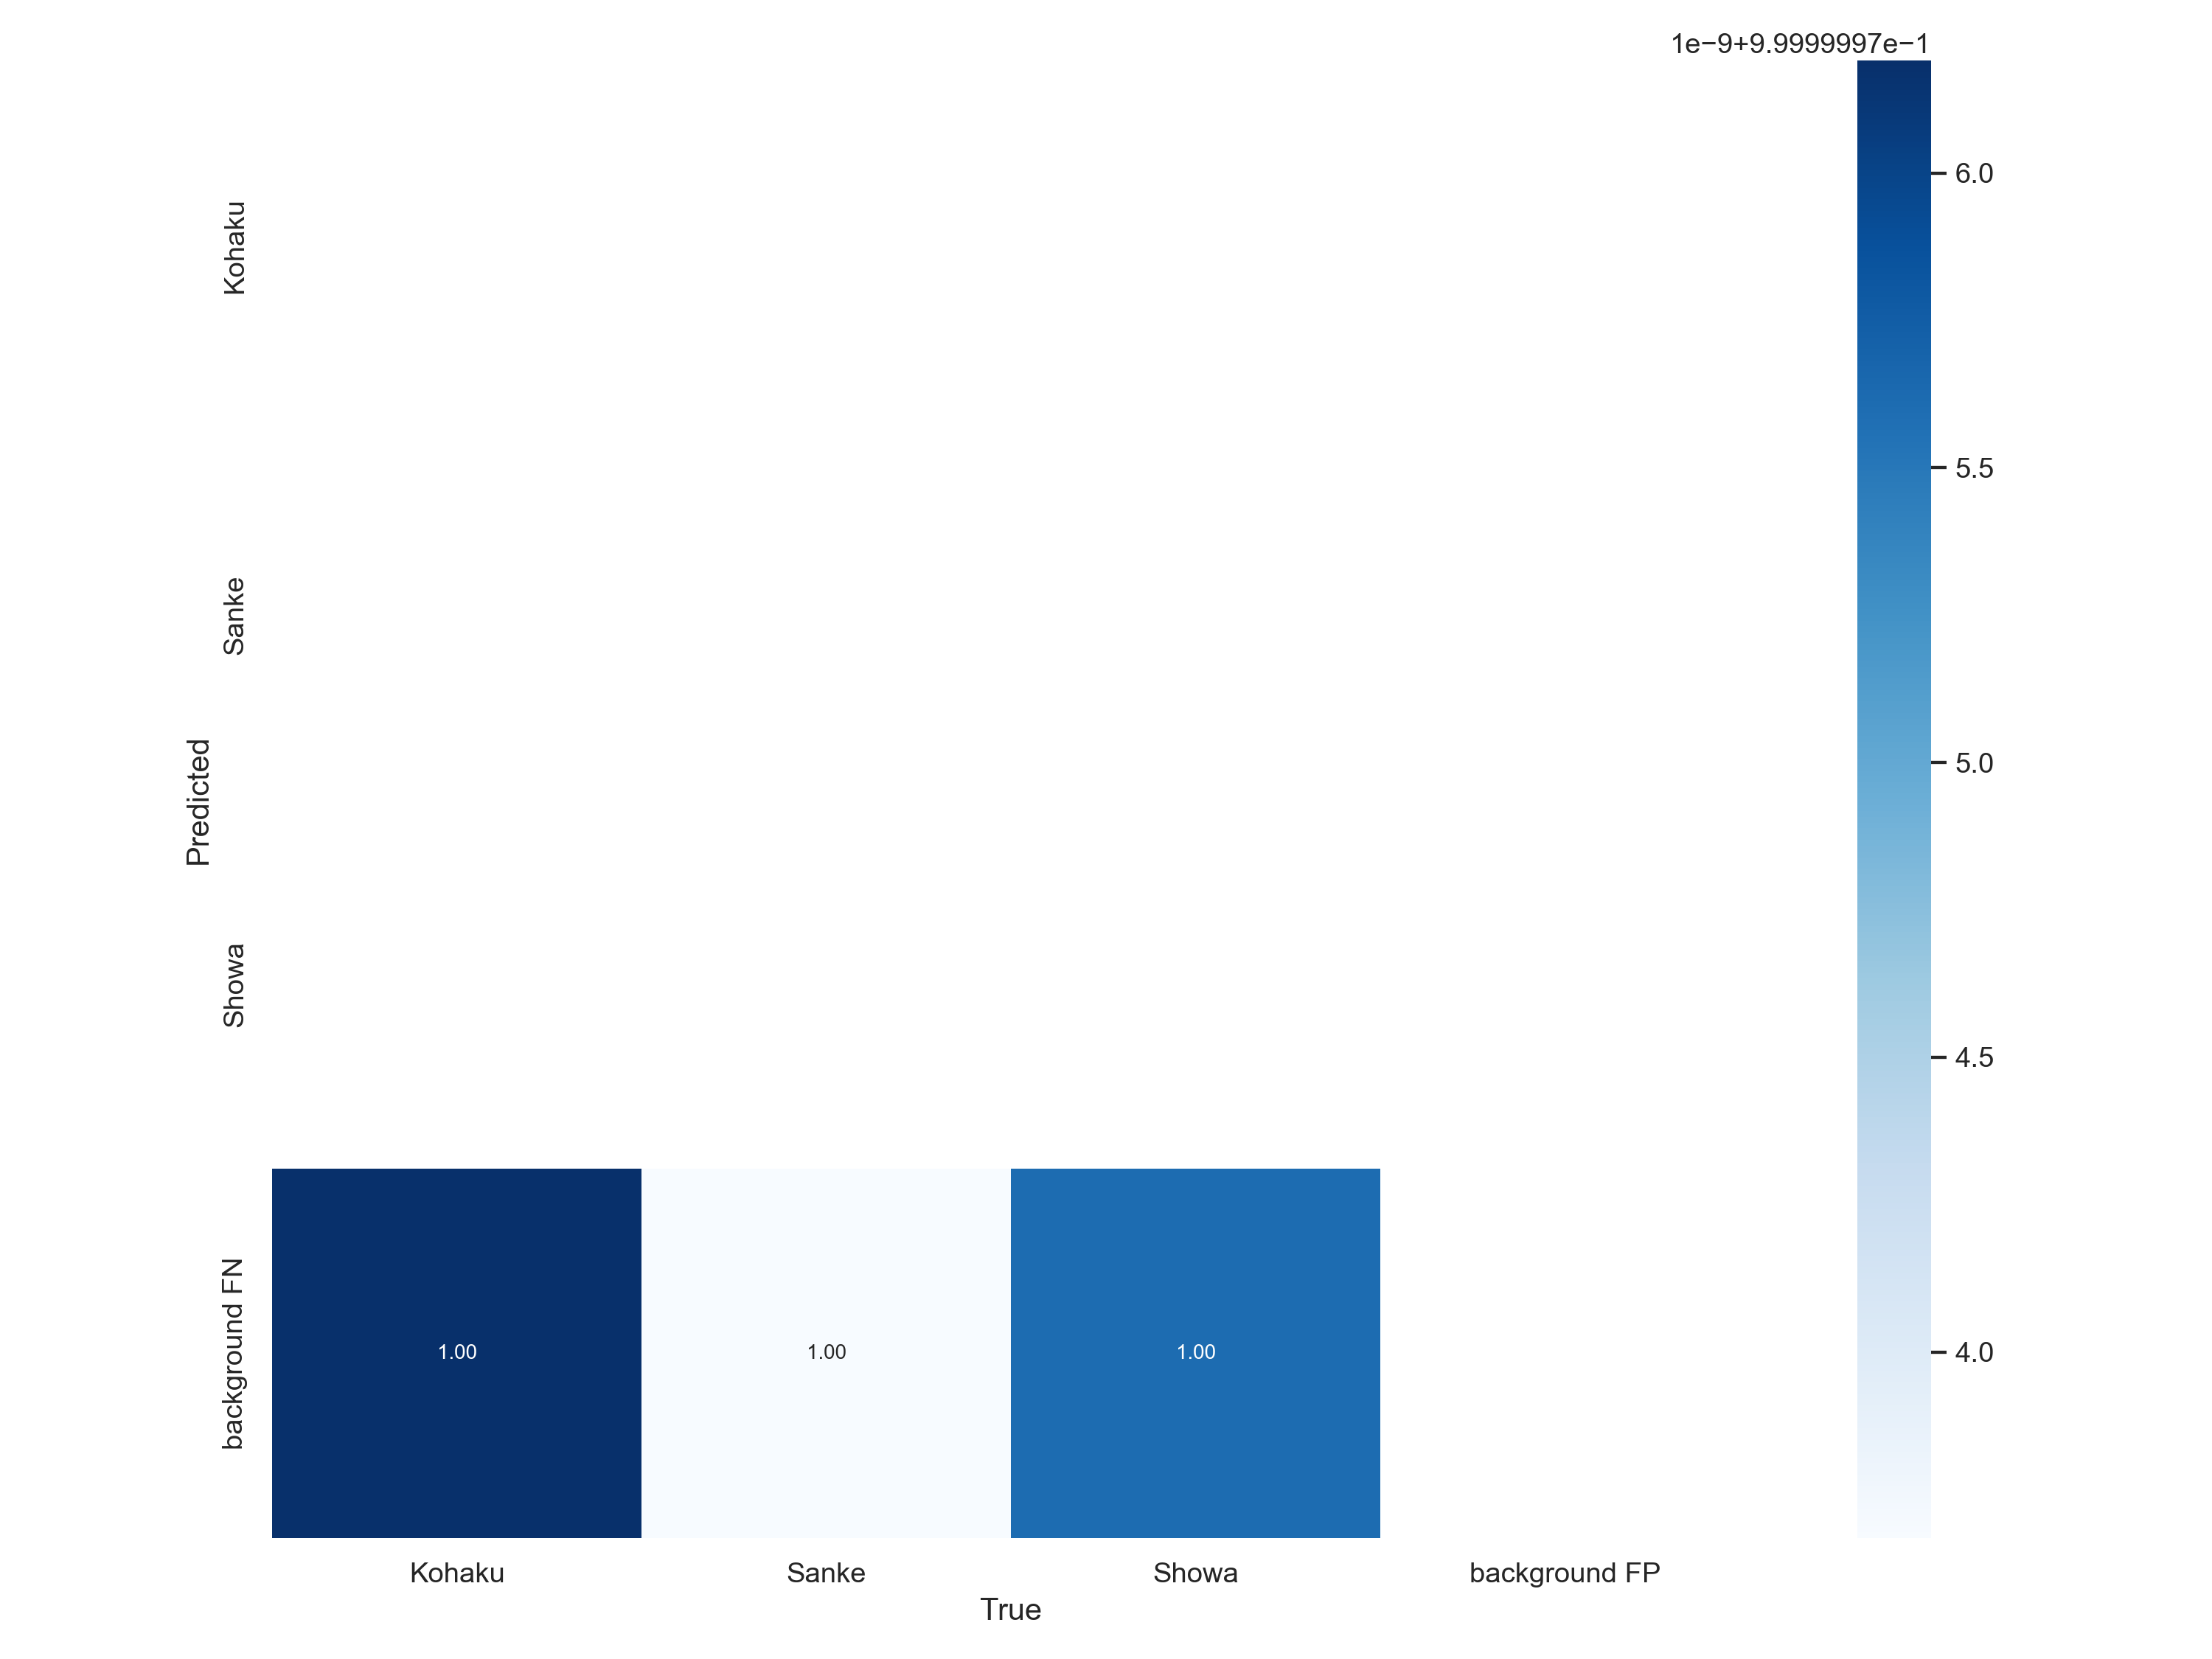 1e−9+9.9999997e−1
6.0
5.5
5.0
4.5
4.0
Predicted
Kohaku
Sanke
Showa
background FN
1.00 1.00 1.00
Kohaku Sanke Showa background FP
True